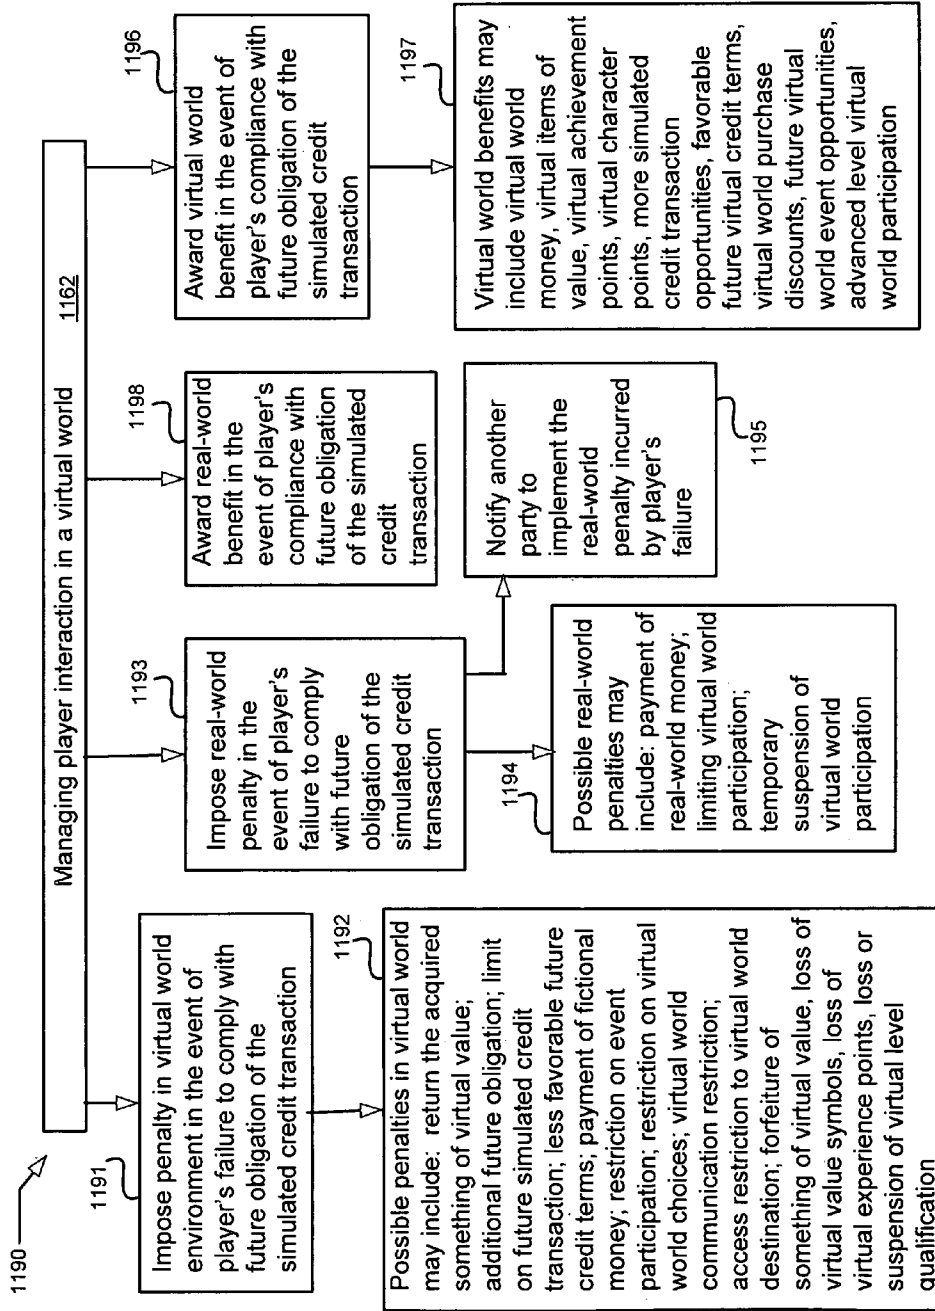 1190
Managing player interaction in a virtual world 1162
1191
Impose penalty in virtual world
environment in the event of
player's failure to comply with
future obligation of the
simulated credit transaction
1192
Possible penalties in virtual world
may include: return the acquired
something of virtual value;
additional future obligation; limit
on future simulated credit
transaction; less favorable future
credit terms; payment of fictional
money; restriction on event
participation; restriction on virtual
world choices; virtual world
communication restriction;
access restriction to virtual world
destination; forfeiture of
something of virtual value, loss of
virtual value symbols, loss of
virtual experience points, loss or
suspension of virtual level
qualification
1193
Impose real-world
penalty in the
event of player's
failure to comply
with future
obligation of the
simulated credit
transaction
1194
Possible real-world
penalties may
include: payment of
real-world money;
limiting virtual world
participation;
temporary
suspension of
virtual world
participation
Notify another
party to
implement the
real-world
penalty incurred
by player's
failure
1195
1198
Award real-world
benefit in the
event of player's
compliance with
future obligation
of the simulated
credit
transaction
1196
Award virtual world
benefit in the event of
player's compliance with
future obligation of the
simulated credit
transaction
1197
Virtual world benefits may
include virtual world
money, virtual items of
value, virtual achievement
points, virtual character
points, more simulated
credit transaction
opportunities, favorable
future virtual credit terms,
virtual world purchase
discounts, future virtual
world event opportunities,
advanced level virtual
world participation